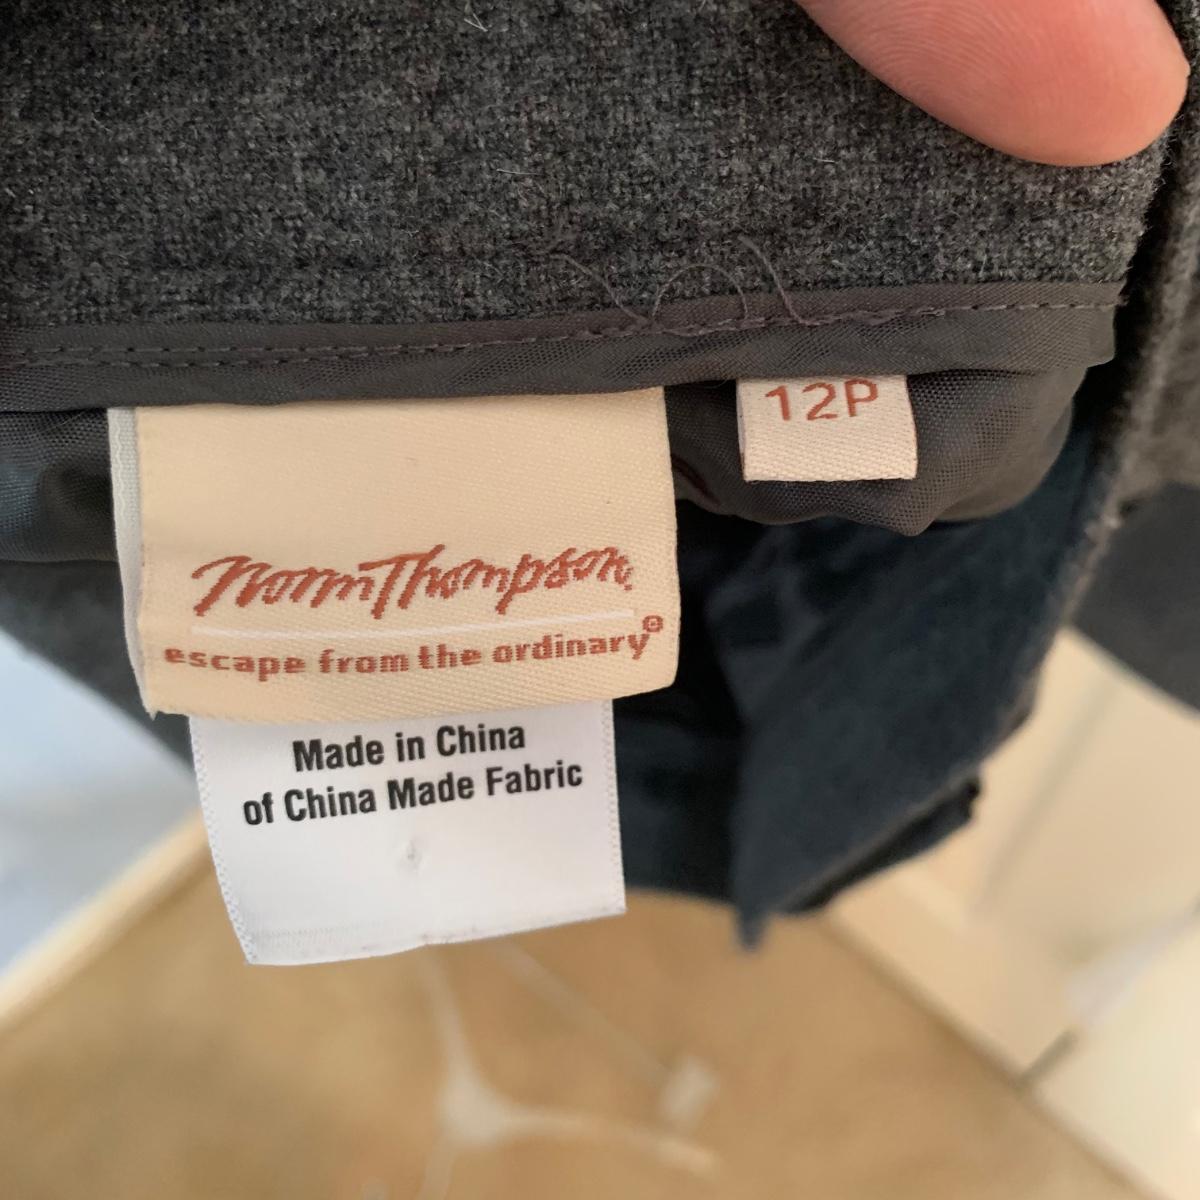 12P
NormThompson
escape from the ordinary®
Made in China
of China Made Fabric